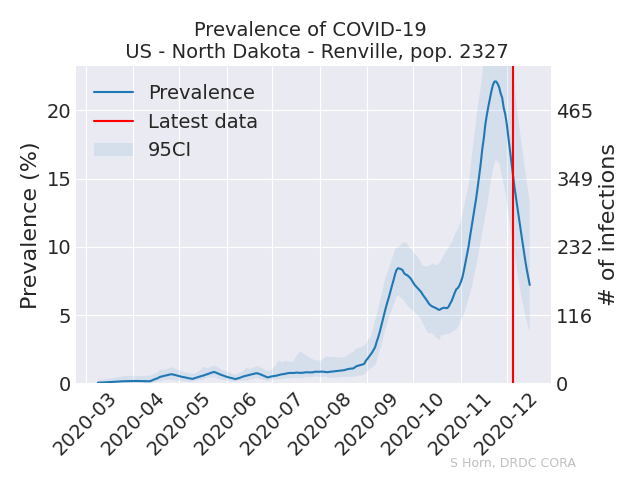 Prevalence of COVID-19
US - North Dakota - Renville, pop. 2327
Prevalence
Latest data
95CI
Prevalence (%)
20
15
10
5
0
465
349
232
116
0
# of infections
2020-03
2020-04
2020-05
2020-06
2020-07
2020-08
2020-09
2020-10
2020-11
2020-12
S Horn, DRDC CORA